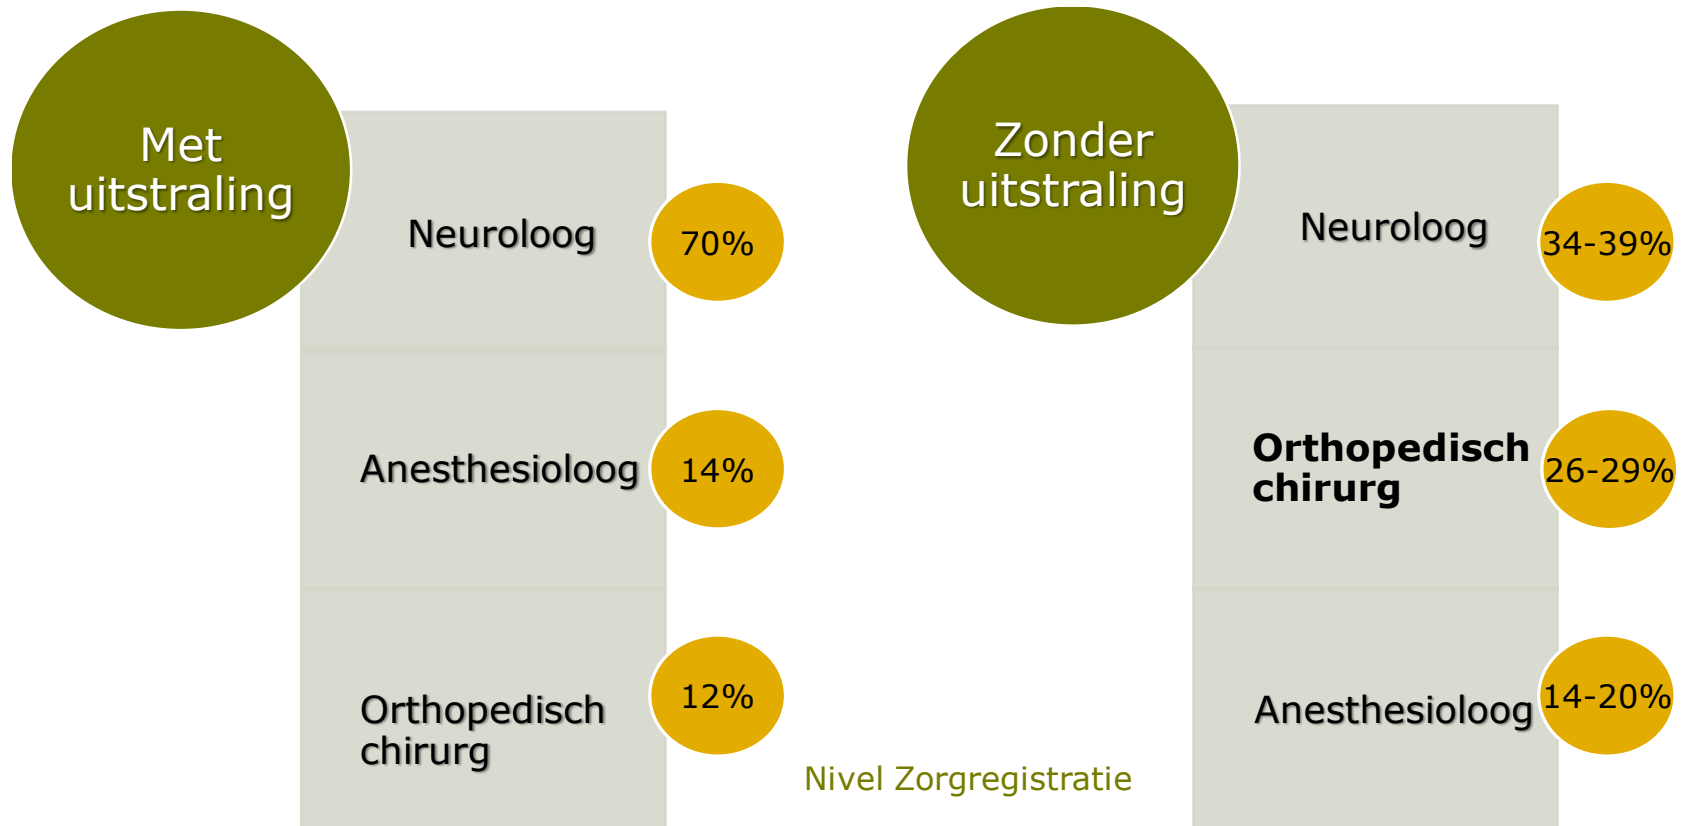 Met
uitstraling
Neuroloog
70%
Anesthesioloog
14%
Orthopedisch
chirurg
12%
Zonder
uitstraling
Neuroloog
34-39%
Orthopedisch
chirurg
26-29%
Anesthesioloog
14-20%
Nivel Zorgregistratie